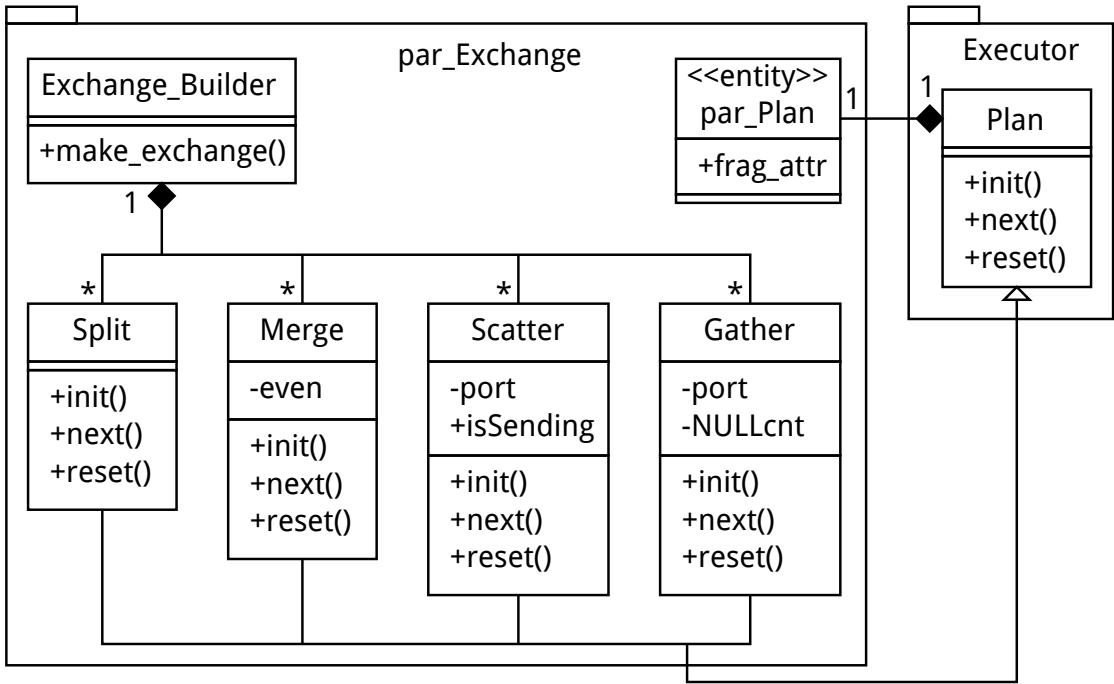 par_Exchange
Exchange_Builder
+make_exchange()
1
<<entity>>
par_Plan
+frag_attr
1
1
Executor
Plan
+init()
+next()
+reset()
*
Split
+init()
+next()
+reset()
*
Merge
-even
+init()
+next()
+reset()
*
Scatter
-port
+isSending
+init()
+next()
+reset()
*
Gather
-port
-NULLcnt
+init()
+next()
+reset()